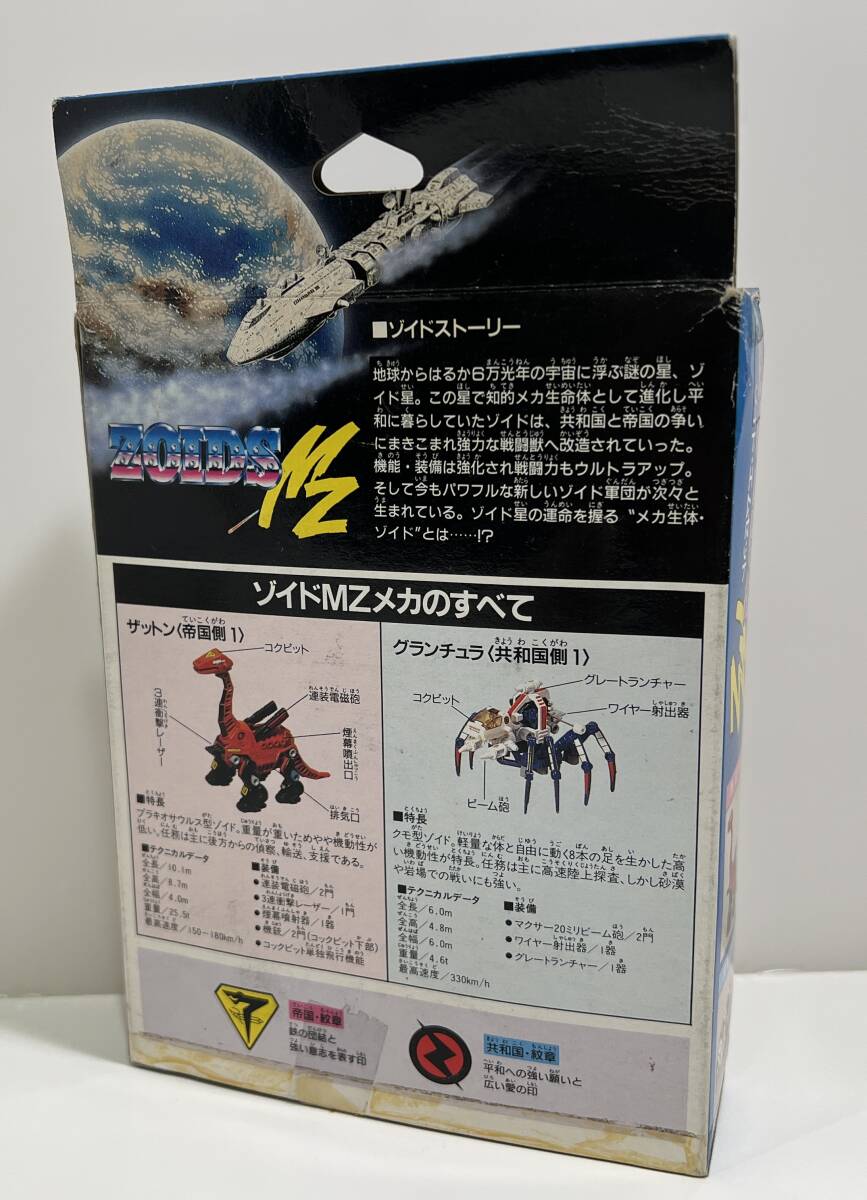 ■ゾイドストーリー
地球からはるか6万光年の宇宙に浮ぶ謎の星、ゾ
イド星。この星で知的メカ生命体として進化し平
和に暮らしていたゾイドは、共和国と帝国の争い
にまきこまれ強力な戦闘獣へ改造されていった。
機能・装備は強化され戦闘力もウルトラアップ。
そして今もパワフルな新しいゾイド軍団が次々と
生まれている。ゾイド星の運命を握る“メカ生体・
ゾイド”とは……!?
ZOIDS MZ
ゾイドMZメカのすべて
ザットン〈帝国側1〉
コクピット
連装電磁砲
3連衝撃レーザー
煙幕噴出口
排気口
■特長
ブラキオサウルス型ゾイド。重量が重いためやや機動性が
低い。任務は主に後方からの偵察、輸送、支援である。
■テクニカルデータ
全長／10.1m
全高／8.7m
全幅／4.0m
重量／25.5t
最高速度／150−180km/h
■装備
●連装電磁砲／2門
●3連衝撃レーザー／1門
●煙幕噴射器／1器
●機銃／2門(コックピット下部)
●コックピット単独飛行機能
グランチュラ〈共和国側1〉
グレートランチャー
コクピット
ワイヤー射出器
ビーム砲
■特長
クモ型ゾイド。軽量な体と自由に動く8本の足を生かした高
い機動性が特長。任務は主に高速陸上探査、しかし砂漠
や岩場での戦いにも強い。
■テクニカルデータ
全長／6.0m
全高／4.8m
全幅／6.0m
重量／4.6t
最高速度／330km/h
■装備
●マクサー20ミリビーム砲／2門
●ワイヤー射出器／1器
●グレートランチャー／1器
帝国・紋章
鉄の団結と
強い意志を表す印
共和国・紋章
平和への強い願いと
広い愛の印